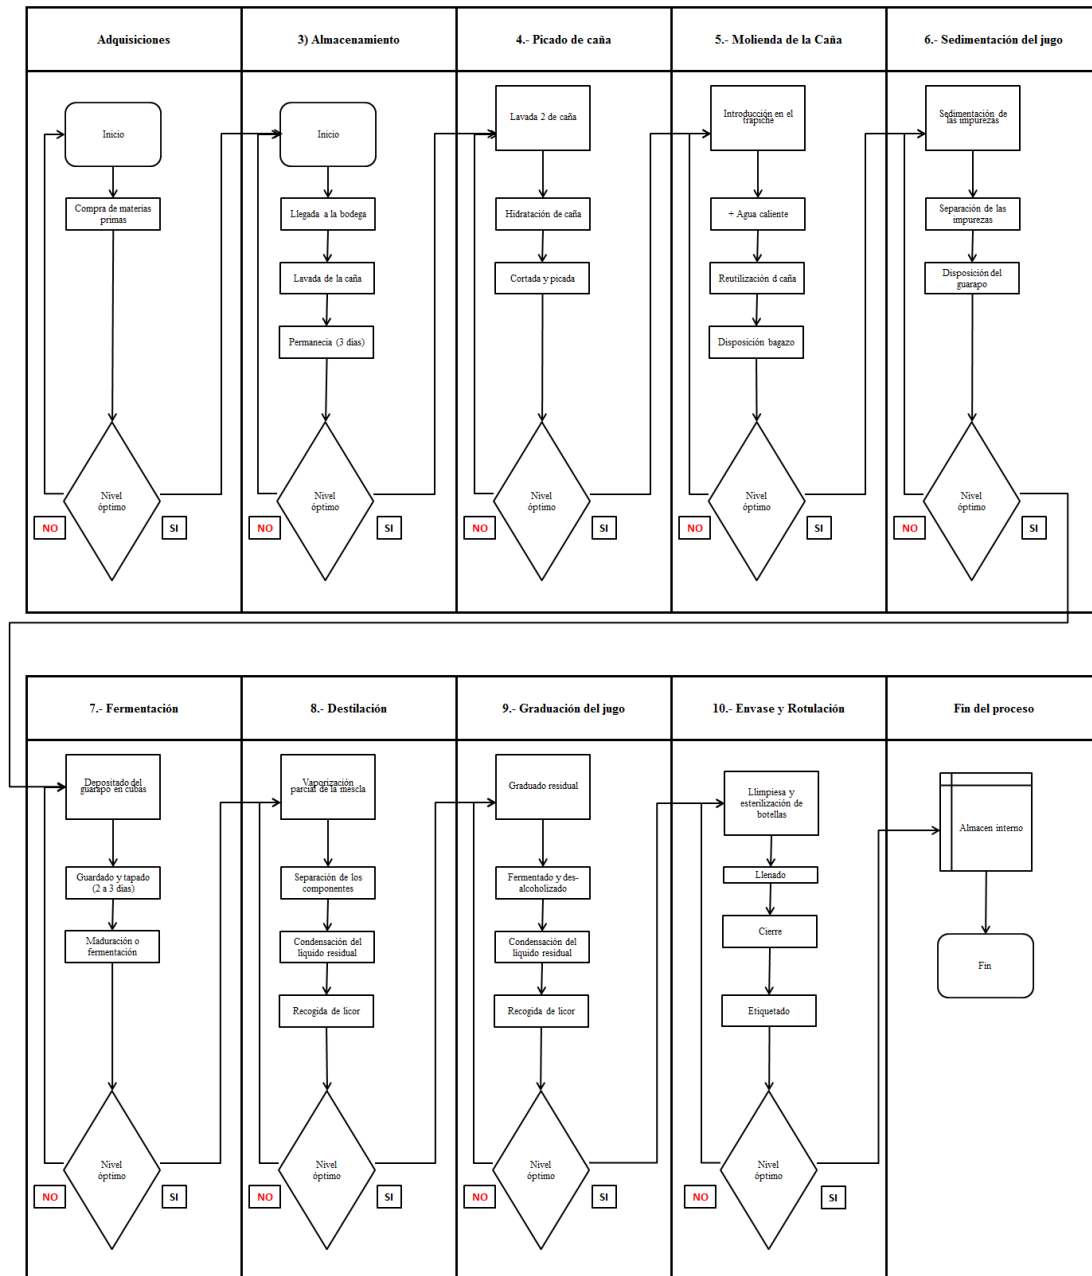 Adquisiciones
3) Almacenamiento
4.- Picado de caña
5.- Molienda de la Caña
6.- Sedimentación del jugo
Inicio
Compra de materias
primas
Nivel
óptimo
NO
SI
Inicio
Llegada a la bodega
Lavada de la caña
Permanecia (3 dias)
Nivel
óptimo
NO
SI
Lavada 2 de caña
Hidratación de caña
Cortada y picada
Nivel
óptimo
NO
SI
Introducción en el
trapiche
+ Agua caliente
Reutilización d caña
Disposición bagazo
Nivel
óptimo
NO
SI
Sedimentación de
las impurezas
Separación de las
impurezas
Disposición del
guarapo
Nivel
óptimo
NO
SI
7.- Fermentación
8.- Destilación
9.- Graduación del jugo
10.- Envase y Rotulación
Fin del proceso
Depositado del
guarapo en cubas
Guardado y tapado
(2 a 3 dias)
Maduración o
fermentación
Nivel
óptimo
NO
SI
Vaporización
parcial de la mescla
Separación de los
componentes
Condensación del
liquido residual
Recogida de licor
Nivel
óptimo
NO
SI
Graduado residual
Fermentado y des-
alcoholizado
Condensación del
liquido residual
Recogida de licor
Nivel
óptimo
NO
SI
Llimpiesa y
esterilización de
botellas
Llenado
Cierre
Etiquetado
Nivel
óptimo
NO
SI
Almacen interno
Fin